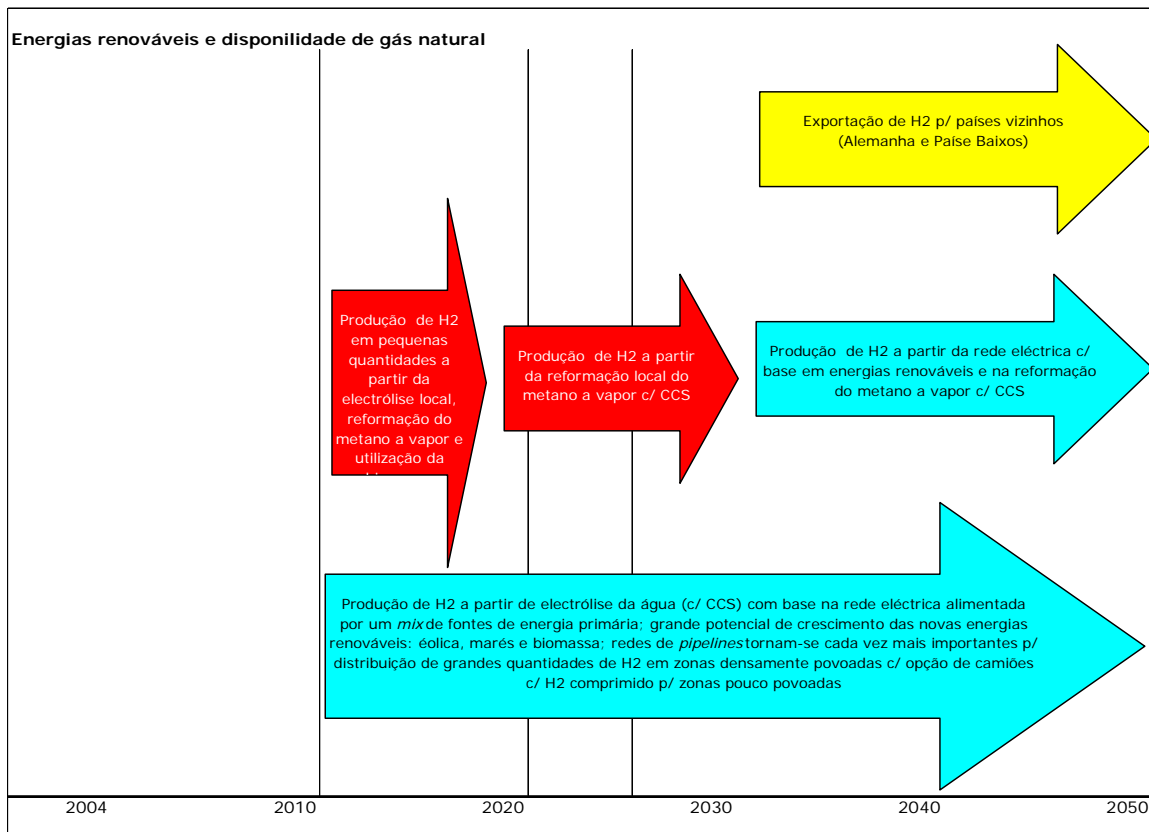 Energias renováveis e disponilidade de gás natural
Exportação de H2 p/ países vizinhos
(Alemanha e Paíse Baixos)
Produção de H2
em pequenas
quantidades a
partir da
electrólise local,
reformação do
metano a vapor e
utilização da
Produção de H2 a partir
da reformação local do
metano a vapor c/ CCS
Produção de H2 a partir da rede eléctrica c/
base em energias renováveis e na reformação
do metano a vapor c/ CCS
Produção de H2 a partir de electrólise da água (c/ CCS) com base na rede eléctrica alimentada
por um mix de fontes de energia primária; grande potencial de crescimento das novas energias
renováveis: éolica, marés e biomassa; redes de pipelines tornam-se cada vez mais importantes p/
distribuição de grandes quantidades de H2 em zonas densamente povoadas c/ opção de camiões
c/ H2 comprimido p/ zonas pouco povoadas
2004 2010 2020 2030 2040 2050